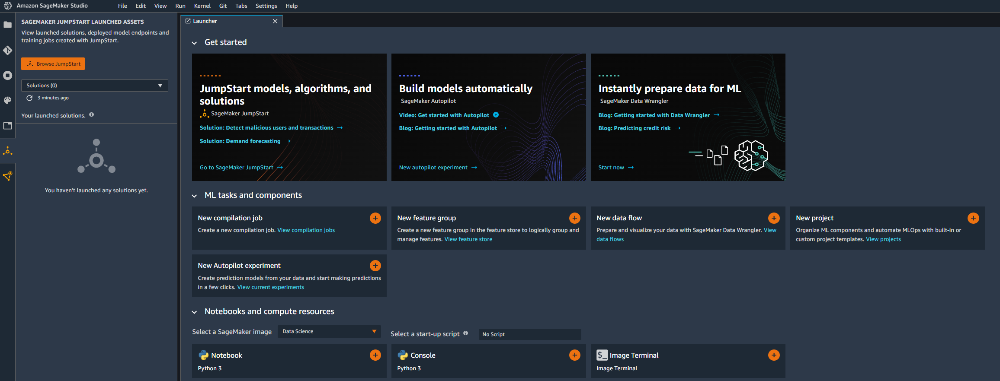 Amazon SageMaker Studio
File Edit View Run Kernel Git Tabs Settings Help
SAGEMAKER JUMPSTART LAUNCHED ASSETS
View launched solutions, deployed model endpoints and
training jobs created with JumpStart.
Browse JumpStart
Solutions (0)
3 minutes ago
Your launched solutions.
You haven't launched any solutions yet.
Launcher
Get started
JumpStart models, algorithms, and
solutions
SageMaker JumpStart
Solution: Detect malicious users and transactions
Solution: Demand forecasting
Go to SageMaker JumpStart
Build models automatically
SageMaker Autopilot
Video: Get started with Autopilot
Blog: Getting started with Autopilot
New autopilot experiment
Instantly prepare data for ML
SageMaker Data Wrangler
Blog: Getting started with Data Wrangler
Blog: Predicting credit risk
Start now
ML tasks and components
New compilation job
Create a new compilation job. View compilation jobs
New feature group
Create a new feature group in the feature store to logically group and
manage features. View feature store
New data flow
Prepare and visualize your data with SageMaker Data Wrangler. View
data flows
New project
Organize ML components and automate MLOps with built-in or
custom project templates. View projects
New Autopilot experiment
Create prediction models from your data and start making predictions
in a few clicks. View current experiments
Notebooks and compute resources
Select a SageMaker image Data Science
Select a start-up script No Script
Notebook
Python 3
Console
Python 3
$_ Image Terminal
Image Terminal